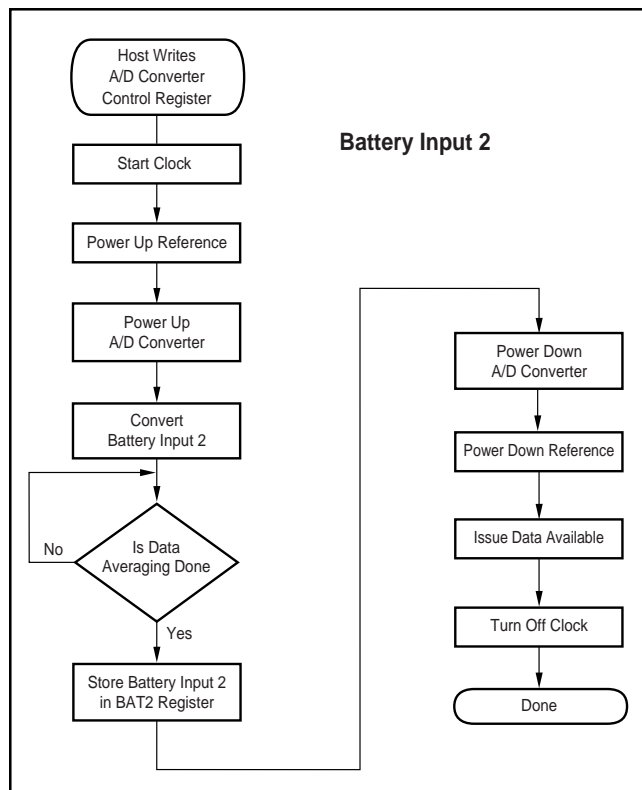 Host Writes
A/D Converter
Control Register
Battery Input 2
Start Clock
Power Up Reference
Power Up
A/D Converter
Convert
Battery Input 2
No
Is Data
Averaging Done
Yes
Store Battery Input 2
in BAT2 Register
Power Down
A/D Converter
Power Down Reference
Issue Data Available
Turn Off Clock
Done